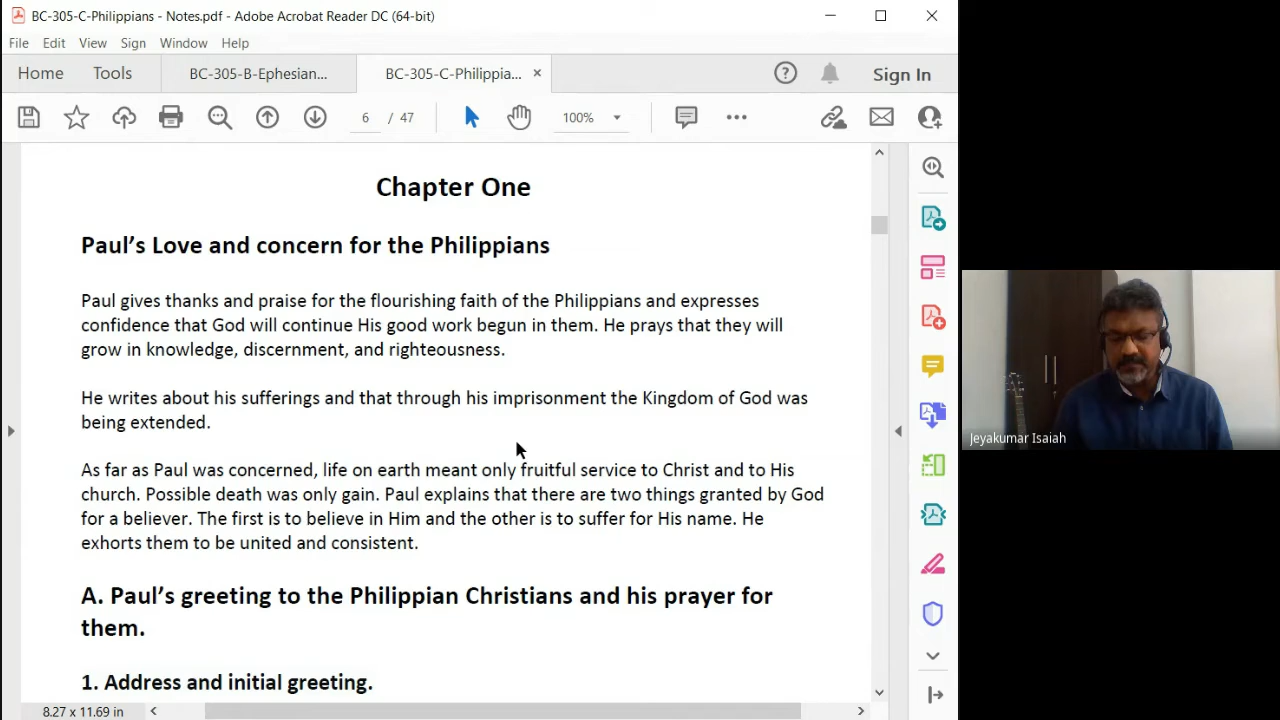 BC-305-C-Philippians - Notes.pdf - Adobe Acrobat Reader DC (64-bit)
File Edit View Sign Window Help
Home Tools BC-305-B-Ephesian... BC-305-C-Philippia... Sign In
6 / 47 100%
Chapter One
Paul's Love and concern for the Philippians
Paul gives thanks and praise for the flourishing faith of the Philippians and expresses
confidence that God will continue His good work begun in them. He prays that they will
grow in knowledge, discernment, and righteousness.
He writes about his sufferings and that through his imprisonment the Kingdom of God was
being extended.
As far as Paul was concerned, life on earth meant only fruitful service to Christ and to His
church. Possible death was only gain. Paul explains that there are two things granted by God
for a believer. The first is to believe in Him and the other is to suffer for His name. He
exhorts them to be united and consistent.
A. Paul's greeting to the Philippian Christians and his prayer for
them.
1. Address and initial greeting.
8.27 x 11.69 in
Jeyakumar Isaiah